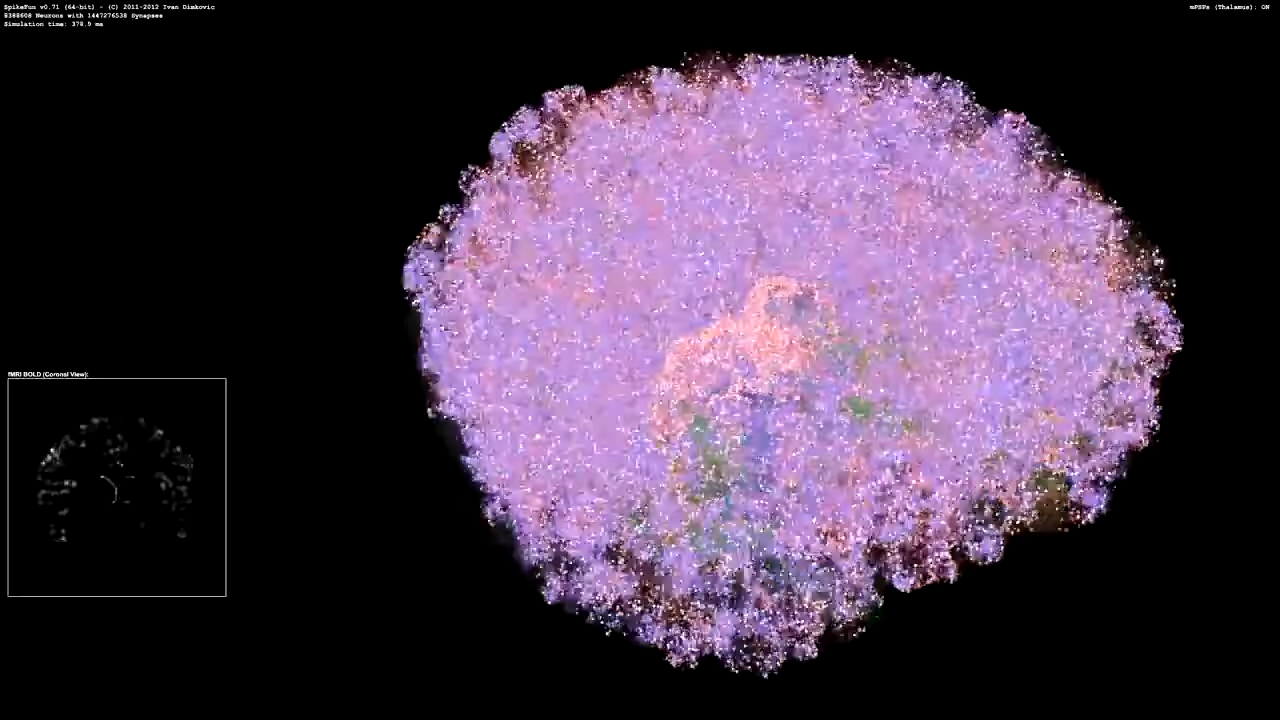 SpikeFun v0.71 (64-bit) - (C) 2011-2012 Ivan Dimkovic
8388608 Neurons with 1447276538 Synapses
Simulation time: 378.9 ms
mPSPs (Thalamus): ON
fMRI BOLD (Coronal View):